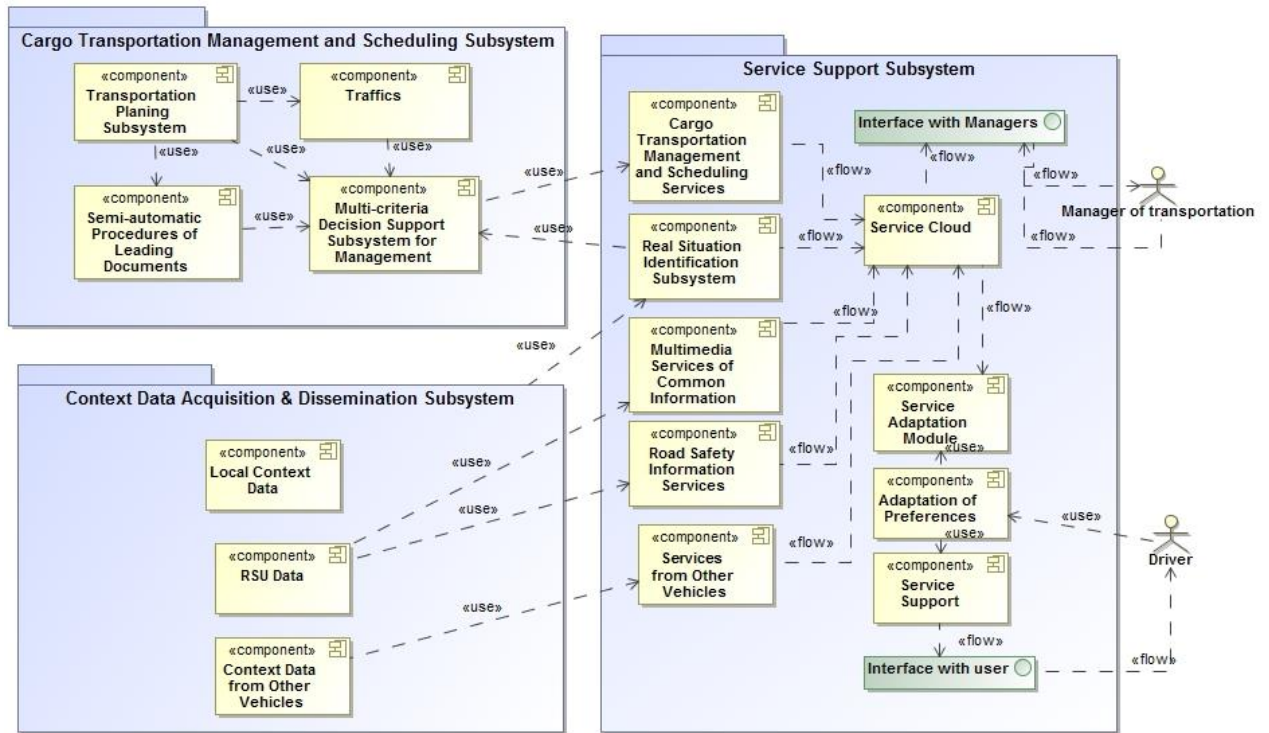 Cargo Transportation Management and Scheduling Subsystem
«component»
Transportation
Planing
Subsystem
«use»
«component»
Traffics
«use»
«use»
«use»
«component»
Semi-automatic
Procedures of
Leading
Documents
«use»
«component»
Multi-criteria
Decision Support
Subsystem for
Management
«use»
«use»
Context Data Acquisition & Dissemination Subsystem
«component»
Local Context
Data
«component»
RSU Data
«component»
Context Data
from Other
Vehicles
«use»
«use»
«use»
«use»
Service Support Subsystem
«component»
Cargo
Transportation
Management
and Scheduling
Services
«flow»
«component»
Real Situation
Identification
Subsystem
«flow»
«component»
Multimedia
Services of
Common
Information
«flow»
«component»
Road Safety
Information
Services
«flow»
«component»
Services
from Other
Vehicles
«flow»
Interface with Managers
«flow»
«flow»
«component»
Service Cloud
«flow»
«component»
Service
Adaptation
Module
«use»
«component»
Adaptation of
Preferences
«use»
«component»
Service
Support
«flow»
Interface with user
«flow»
Manager of transportation
«flow»
«use»
Driver